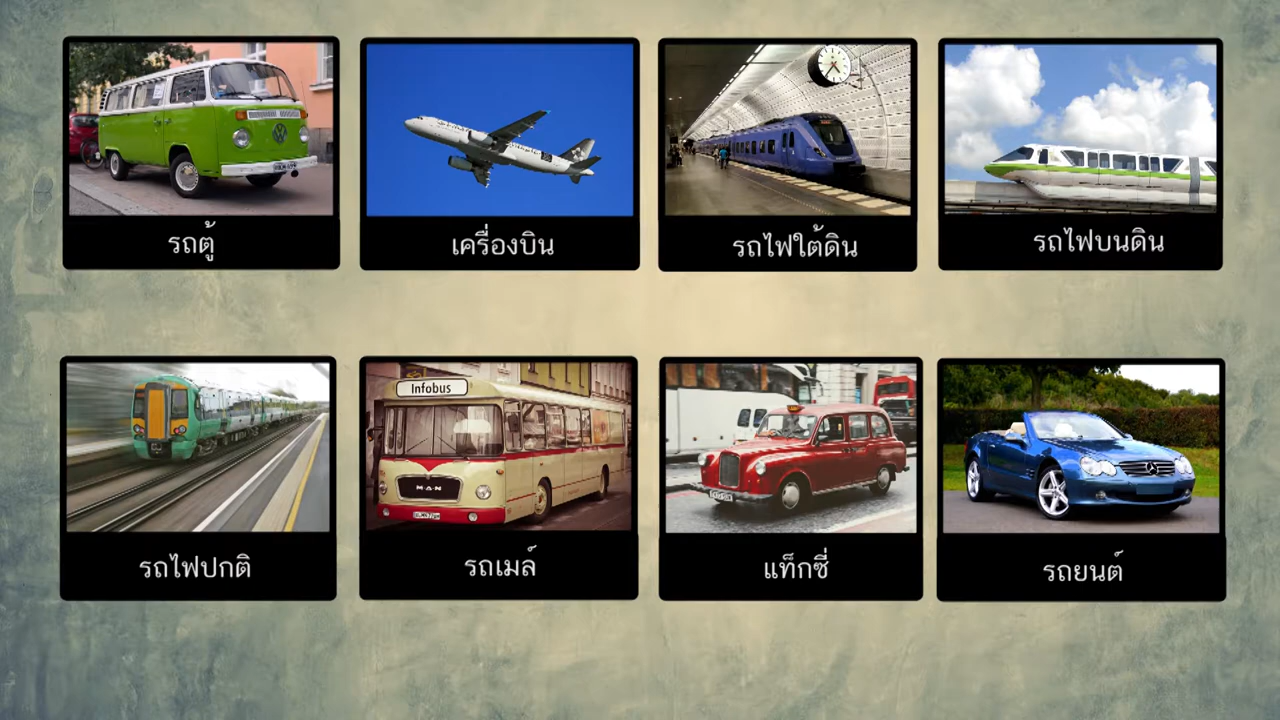 รถตู้
เครื่องบิน
รถไฟใต้ดิน
รถไฟบนดิน
รถไฟปกติ
Infobus
MAN
รถเมล์
แท็กซี่
รถยนต์